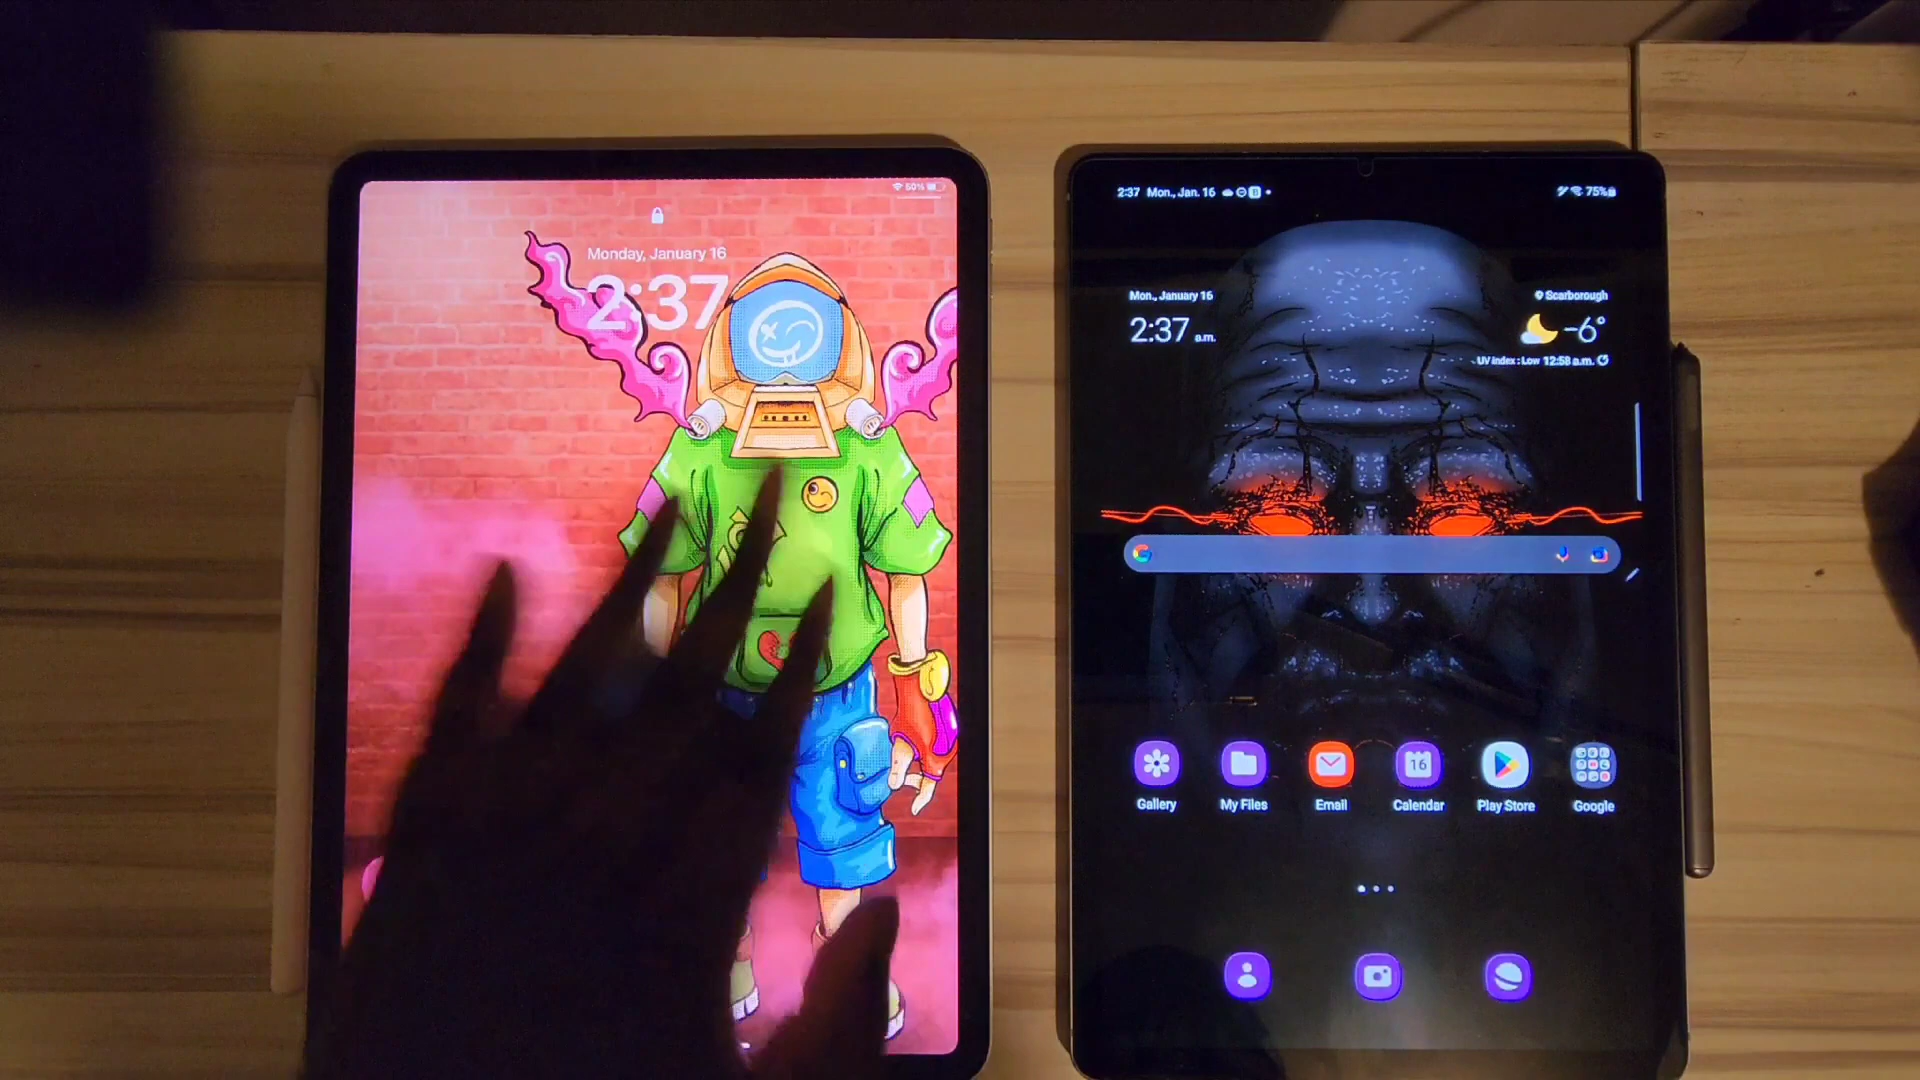 50%
Monday, January 16
2:37
2:37 Mon., Jan. 16
75%
Mon., January 16
2:37 a.m.
Scarborough
-6°
UV index : Low 12:58 a.m.
G
16
Gallery
My Files
Email
Calendar
Play Store
Google